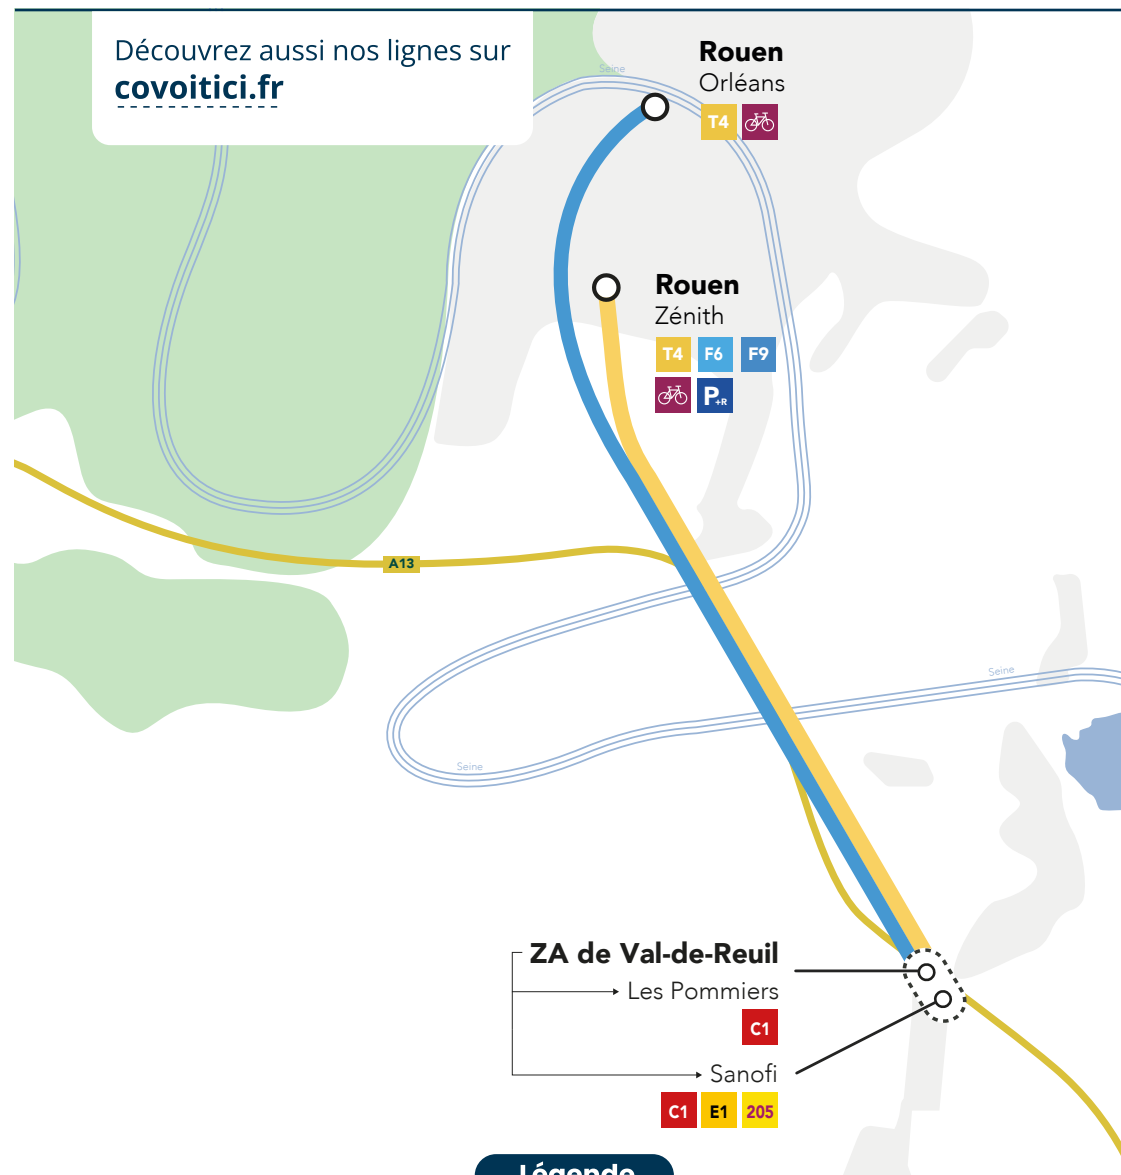 Découvrez aussi nos lignes sur
covoitici.fr
Seine
Rouen
Orléans
T4
Rouen
Zénith
T4 F6 F9
P+R
A13
Seine
Seine
ZA de Val-de-Reuil
Les Pommiers
C1
Sanofi
C1 E1 205
Légende